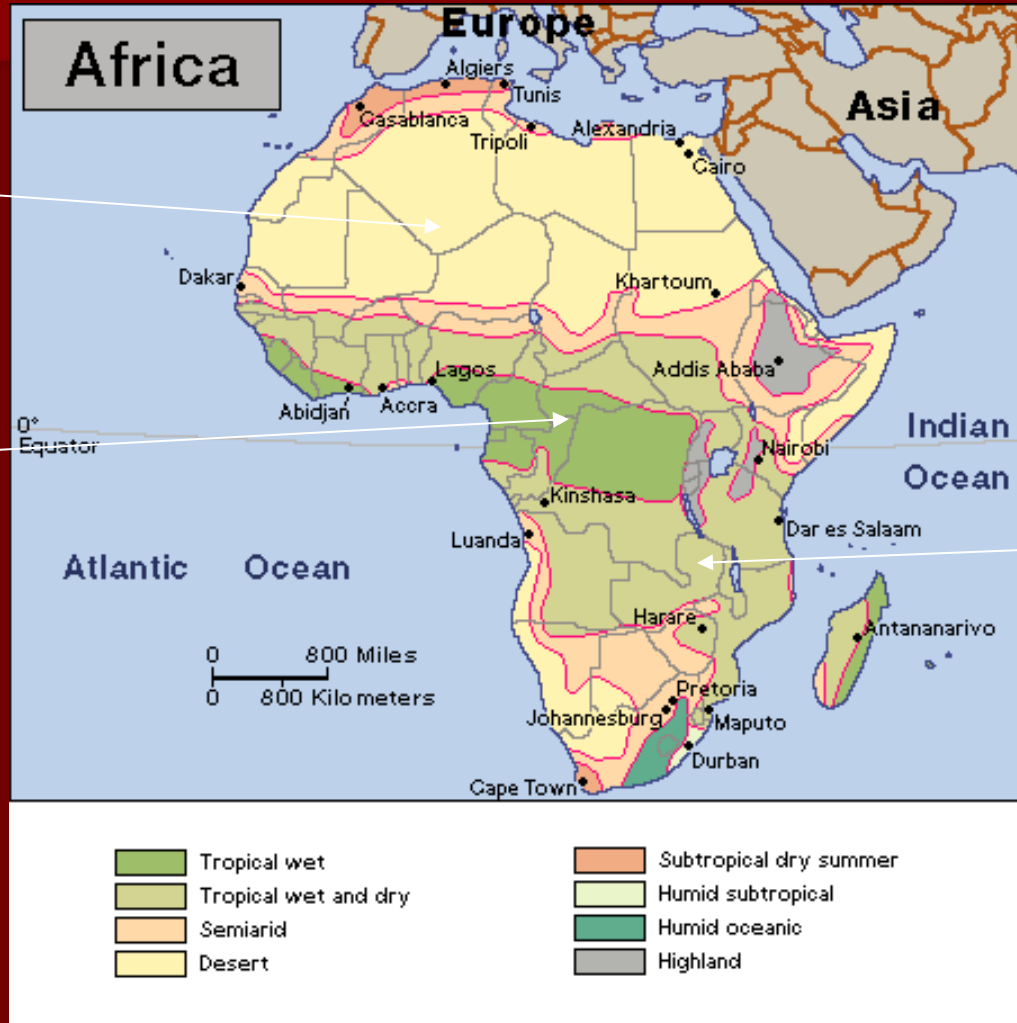 Europe
Africa
Algiers
Tunis
Asia
Casablanca
Tripoli
Alexandria
Cairo
Dakar
Khartoum
Addis Ababa
Lagos
Abidjan
Accra
0°
Equator
Indian
Ocean
Nairobi
Kinshasa
Dar es Salaam
Luanda
Atlantic Ocean
Harare
Antananarivo
0 800 Miles
0 800 Kilometers
Pretoria
Johannesburg
Maputo
Durban
Cape Town
Tropical wet
Tropical wet and dry
Semiarid
Desert
Subtropical dry summer
Humid subtropical
Humid oceanic
Highland